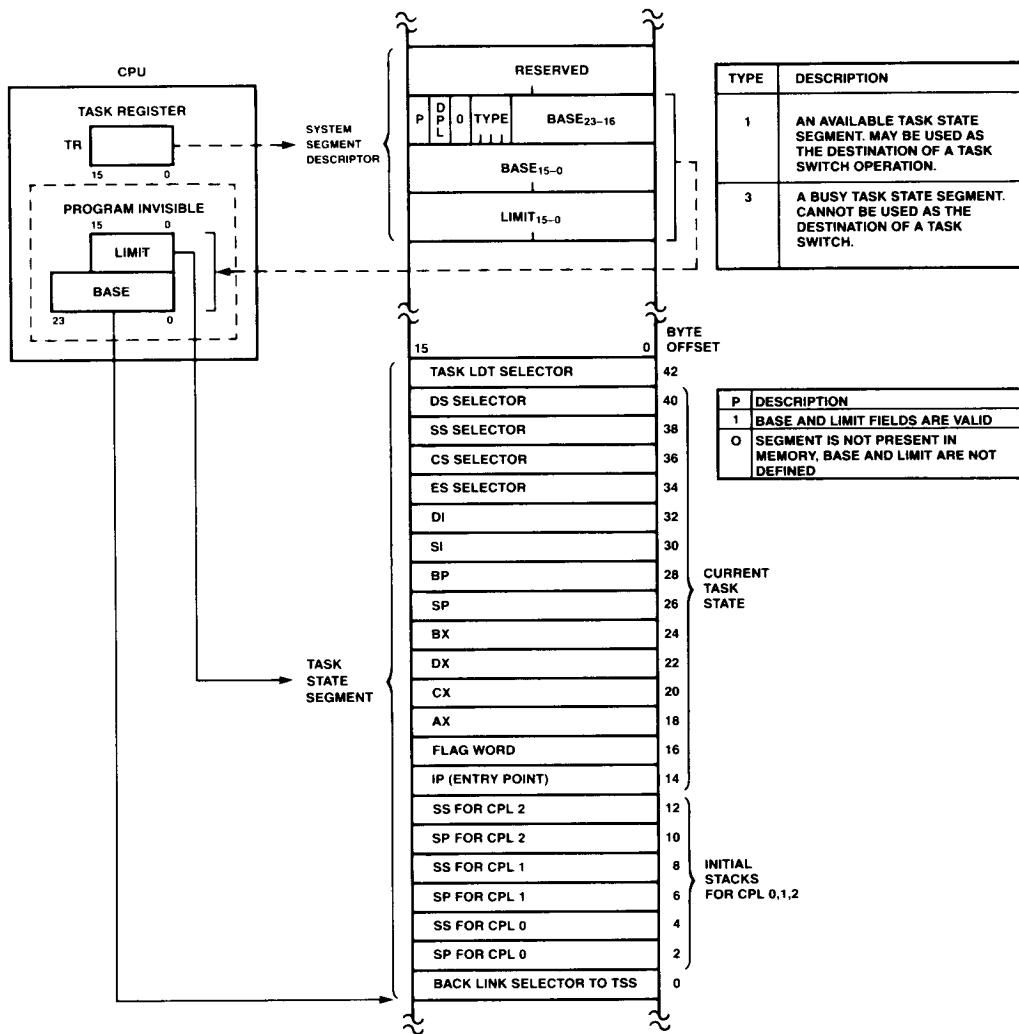 CPU
TASK REGISTER
TR
15 0
PROGRAM INVISIBLE
15 0
LIMIT
BASE
23 0
SYSTEM
SEGMENT
DESCRIPTOR
RESERVED
P DPL 0 TYPE BASE23–16
BASE15–0
LIMIT15–0
TYPE DESCRIPTION
1 AN AVAILABLE TASK STATE
SEGMENT. MAY BE USED AS
THE DESTINATION OF A TASK
SWITCH OPERATION.
3 A BUSY TASK STATE SEGMENT.
CANNOT BE USED AS THE
DESTINATION OF A TASK
SWITCH.
15 0 BYTE
OFFSET
TASK LDT SELECTOR 42
DS SELECTOR 40
SS SELECTOR 38
CS SELECTOR 36
ES SELECTOR 34
DI 32
SI 30
BP 28
SP 26
BX 24
DX 22
CX 20
AX 18
FLAG WORD 16
IP (ENTRY POINT) 14
SS FOR CPL 2 12
SP FOR CPL 2 10
SS FOR CPL 1 8
SP FOR CPL 1 6
SS FOR CPL 0 4
SP FOR CPL 0 2
BACK LINK SELECTOR TO TSS 0
TASK
STATE
SEGMENT
P DESCRIPTION
1 BASE AND LIMIT FIELDS ARE VALID
O SEGMENT IS NOT PRESENT IN
MEMORY, BASE AND LIMIT ARE NOT
DEFINED
CURRENT
TASK
STATE
INITIAL
STACKS
FOR CPL 0,1,2